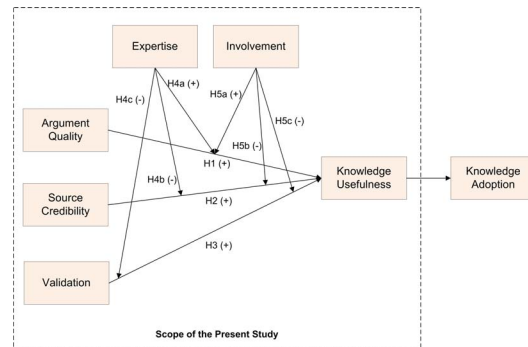 Expertise
Involvement
H4a (+)
H4c (-)
H5a (+)
H5c (-)
Argument
Quality
H5b (-)
H1 (+)
H4b (-)
Knowledge
Usefulness
Knowledge
Adoption
Source
Credibility
H2 (+)
H3 (+)
Validation
Scope of the Present Study